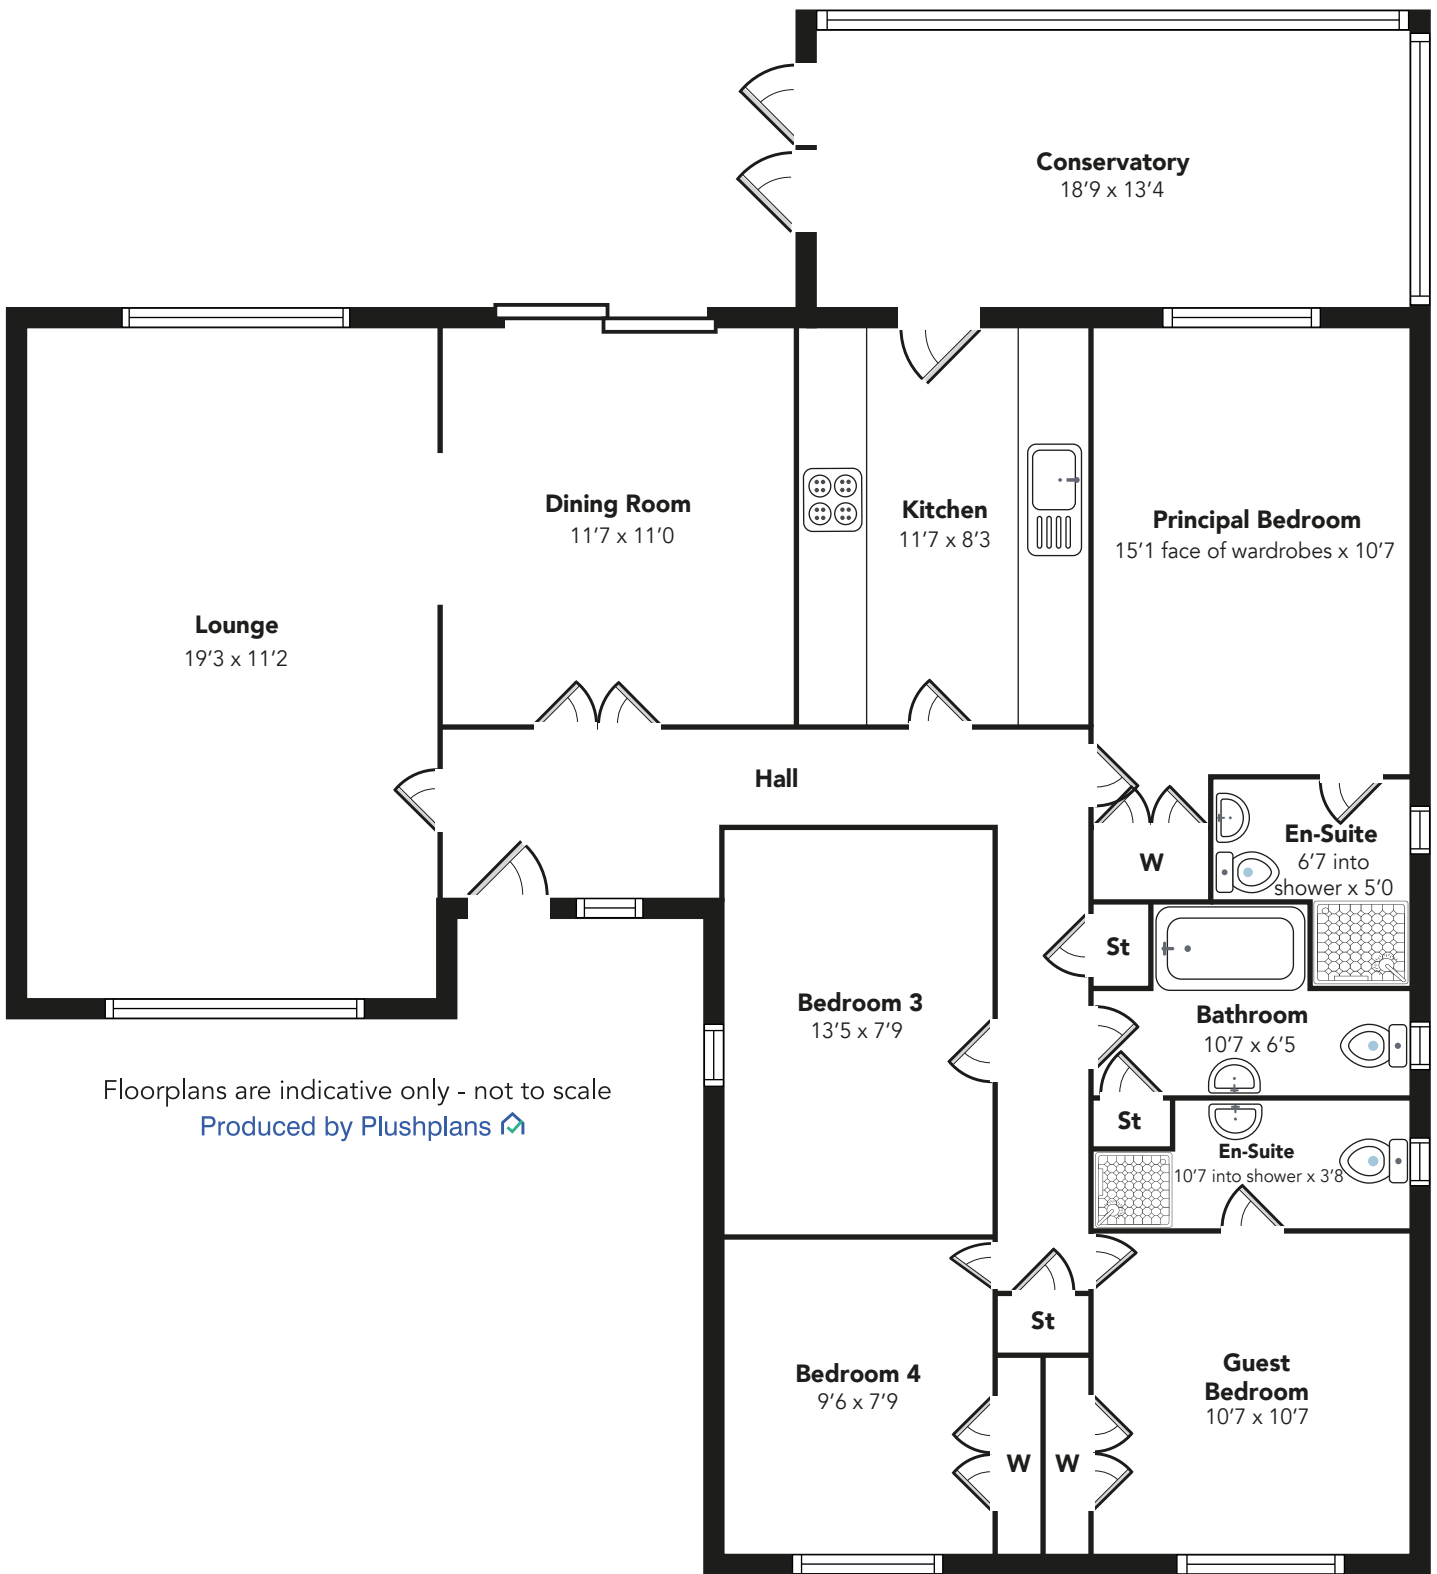 Conservatory
18'9 x 13'4
Dining Room
11'7 x 11'0
Kitchen
11'7 x 8'3
Principal Bedroom
15'1 face of wardrobes x 10'7
Lounge
19'3 x 11'2
Hall
En-Suite
6'7 into
shower x 5'0
W
St
Bedroom 3
13'5 x 7'9
Bathroom
10'7 x 6'5
Floorplans are indicative only - not to scale
Produced by Plushplans
St
En-Suite
10'7 into shower x 3'8
St
Bedroom 4
9'6 x 7'9
Guest
Bedroom
10'7 x 10'7
W
W